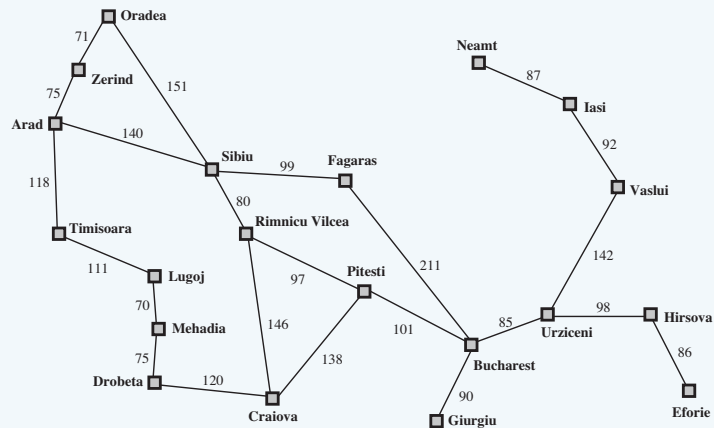 Oradea
71
Neamt
Zerind
87
151
75
Iasi
Arad
140
92
Sibiu
Fagaras
99
118
Vaslui
80
Rimnicu Vilcea
Timisoara
142
111
Pitesti
211
Lugoj
97
70
98
Hirsova
146
101
85
Urziceni
Mehadia
138
86
75
Bucharest
120
Drobeta
90
Eforie
Craiova
Giurgiu